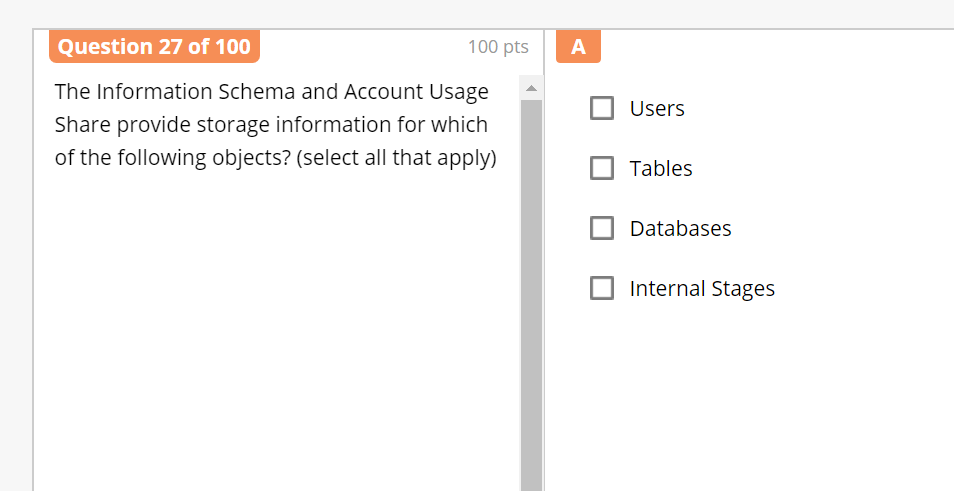 Question 27 of 100
100 pts
The Information Schema and Account Usage
Share provide storage information for which
of the following objects? (select all that apply)
A
Users
Tables
Databases
Internal Stages